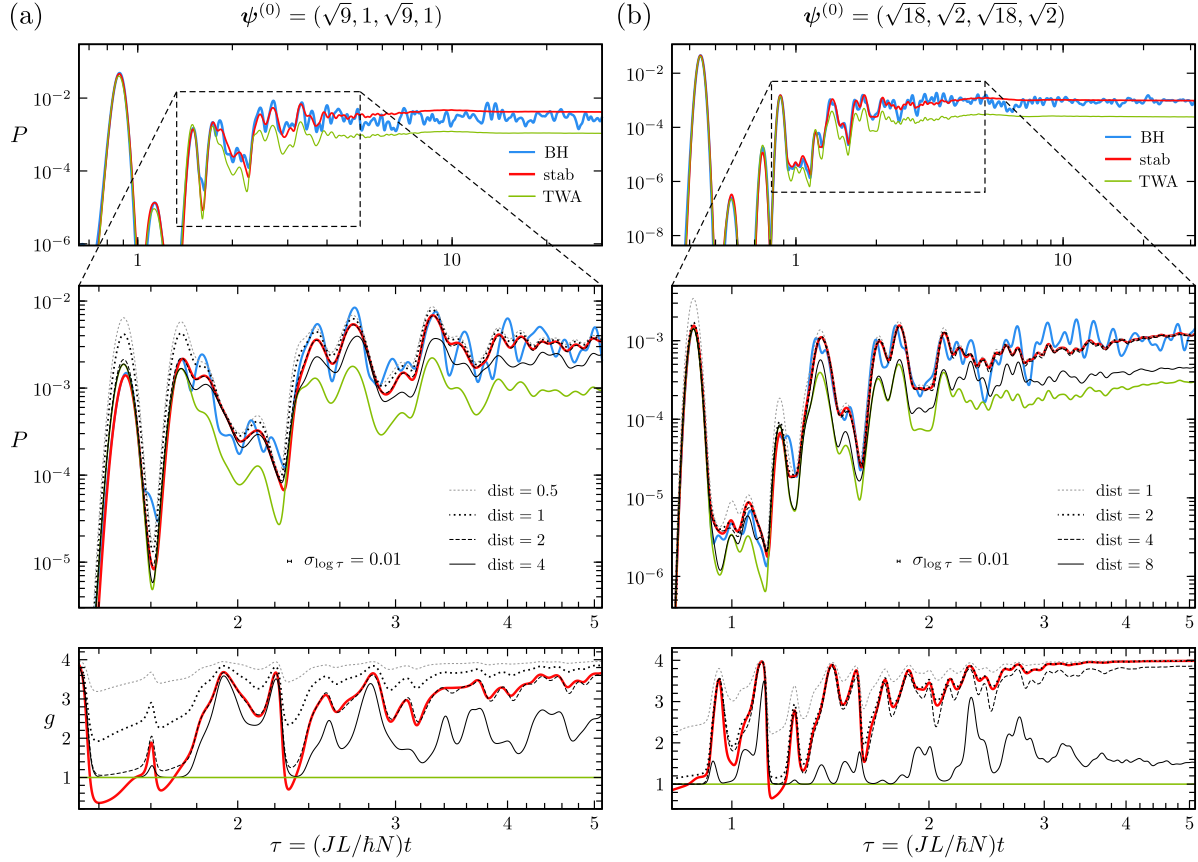 (a) ψ⁽⁰⁾ = (√9, 1, √9, 1)
10⁻²
10⁻⁴
10⁻⁶
P
BH
stab
TWA
1 10
10⁻²
10⁻³
10⁻⁴
10⁻⁵
P
dist = 0.5
dist = 1
dist = 2
dist = 4
σ_log τ = 0.01
4
3
2
1
g
2 3 4 5
τ = (JL/ℏN)t
(b) ψ⁽⁰⁾ = (√18, √2, √18, √2)
10⁻²
10⁻⁴
10⁻⁶
10⁻⁸
BH
stab
TWA
1 10
10⁻³
10⁻⁴
10⁻⁵
10⁻⁶
dist = 1
dist = 2
dist = 4
dist = 8
σ_log τ = 0.01
1 2 3 4 5
4
3
2
1
1 2 3 4 5
τ = (JL/ℏN)t